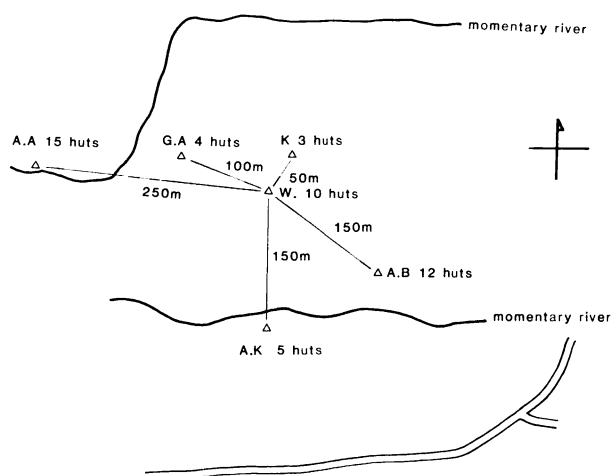 momentary river
A.A 15 huts
G.A 4 huts
K 3 huts
100m
50m
250m
W. 10 huts
150m
150m
A.B 12 huts
momentary river
A.K 5 huts